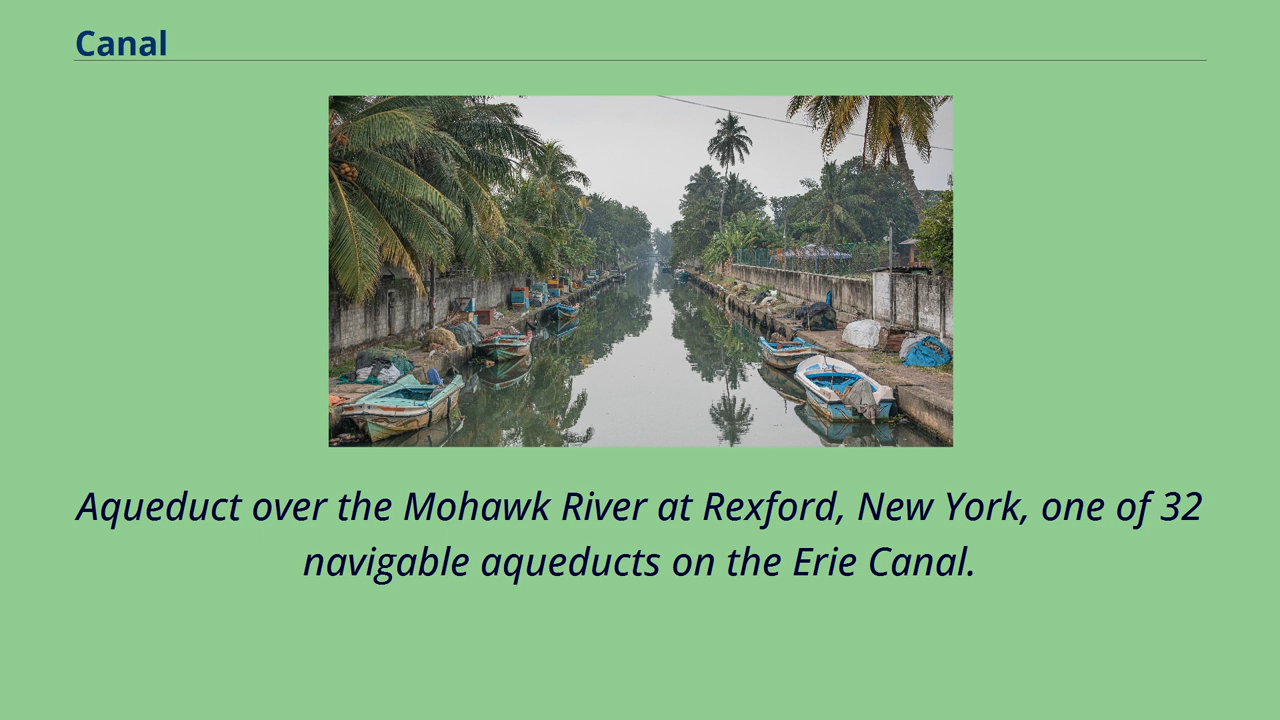 Canal
Aqueduct over the Mohawk River at Rexford, New York, one of 32
navigable aqueducts on the Erie Canal.